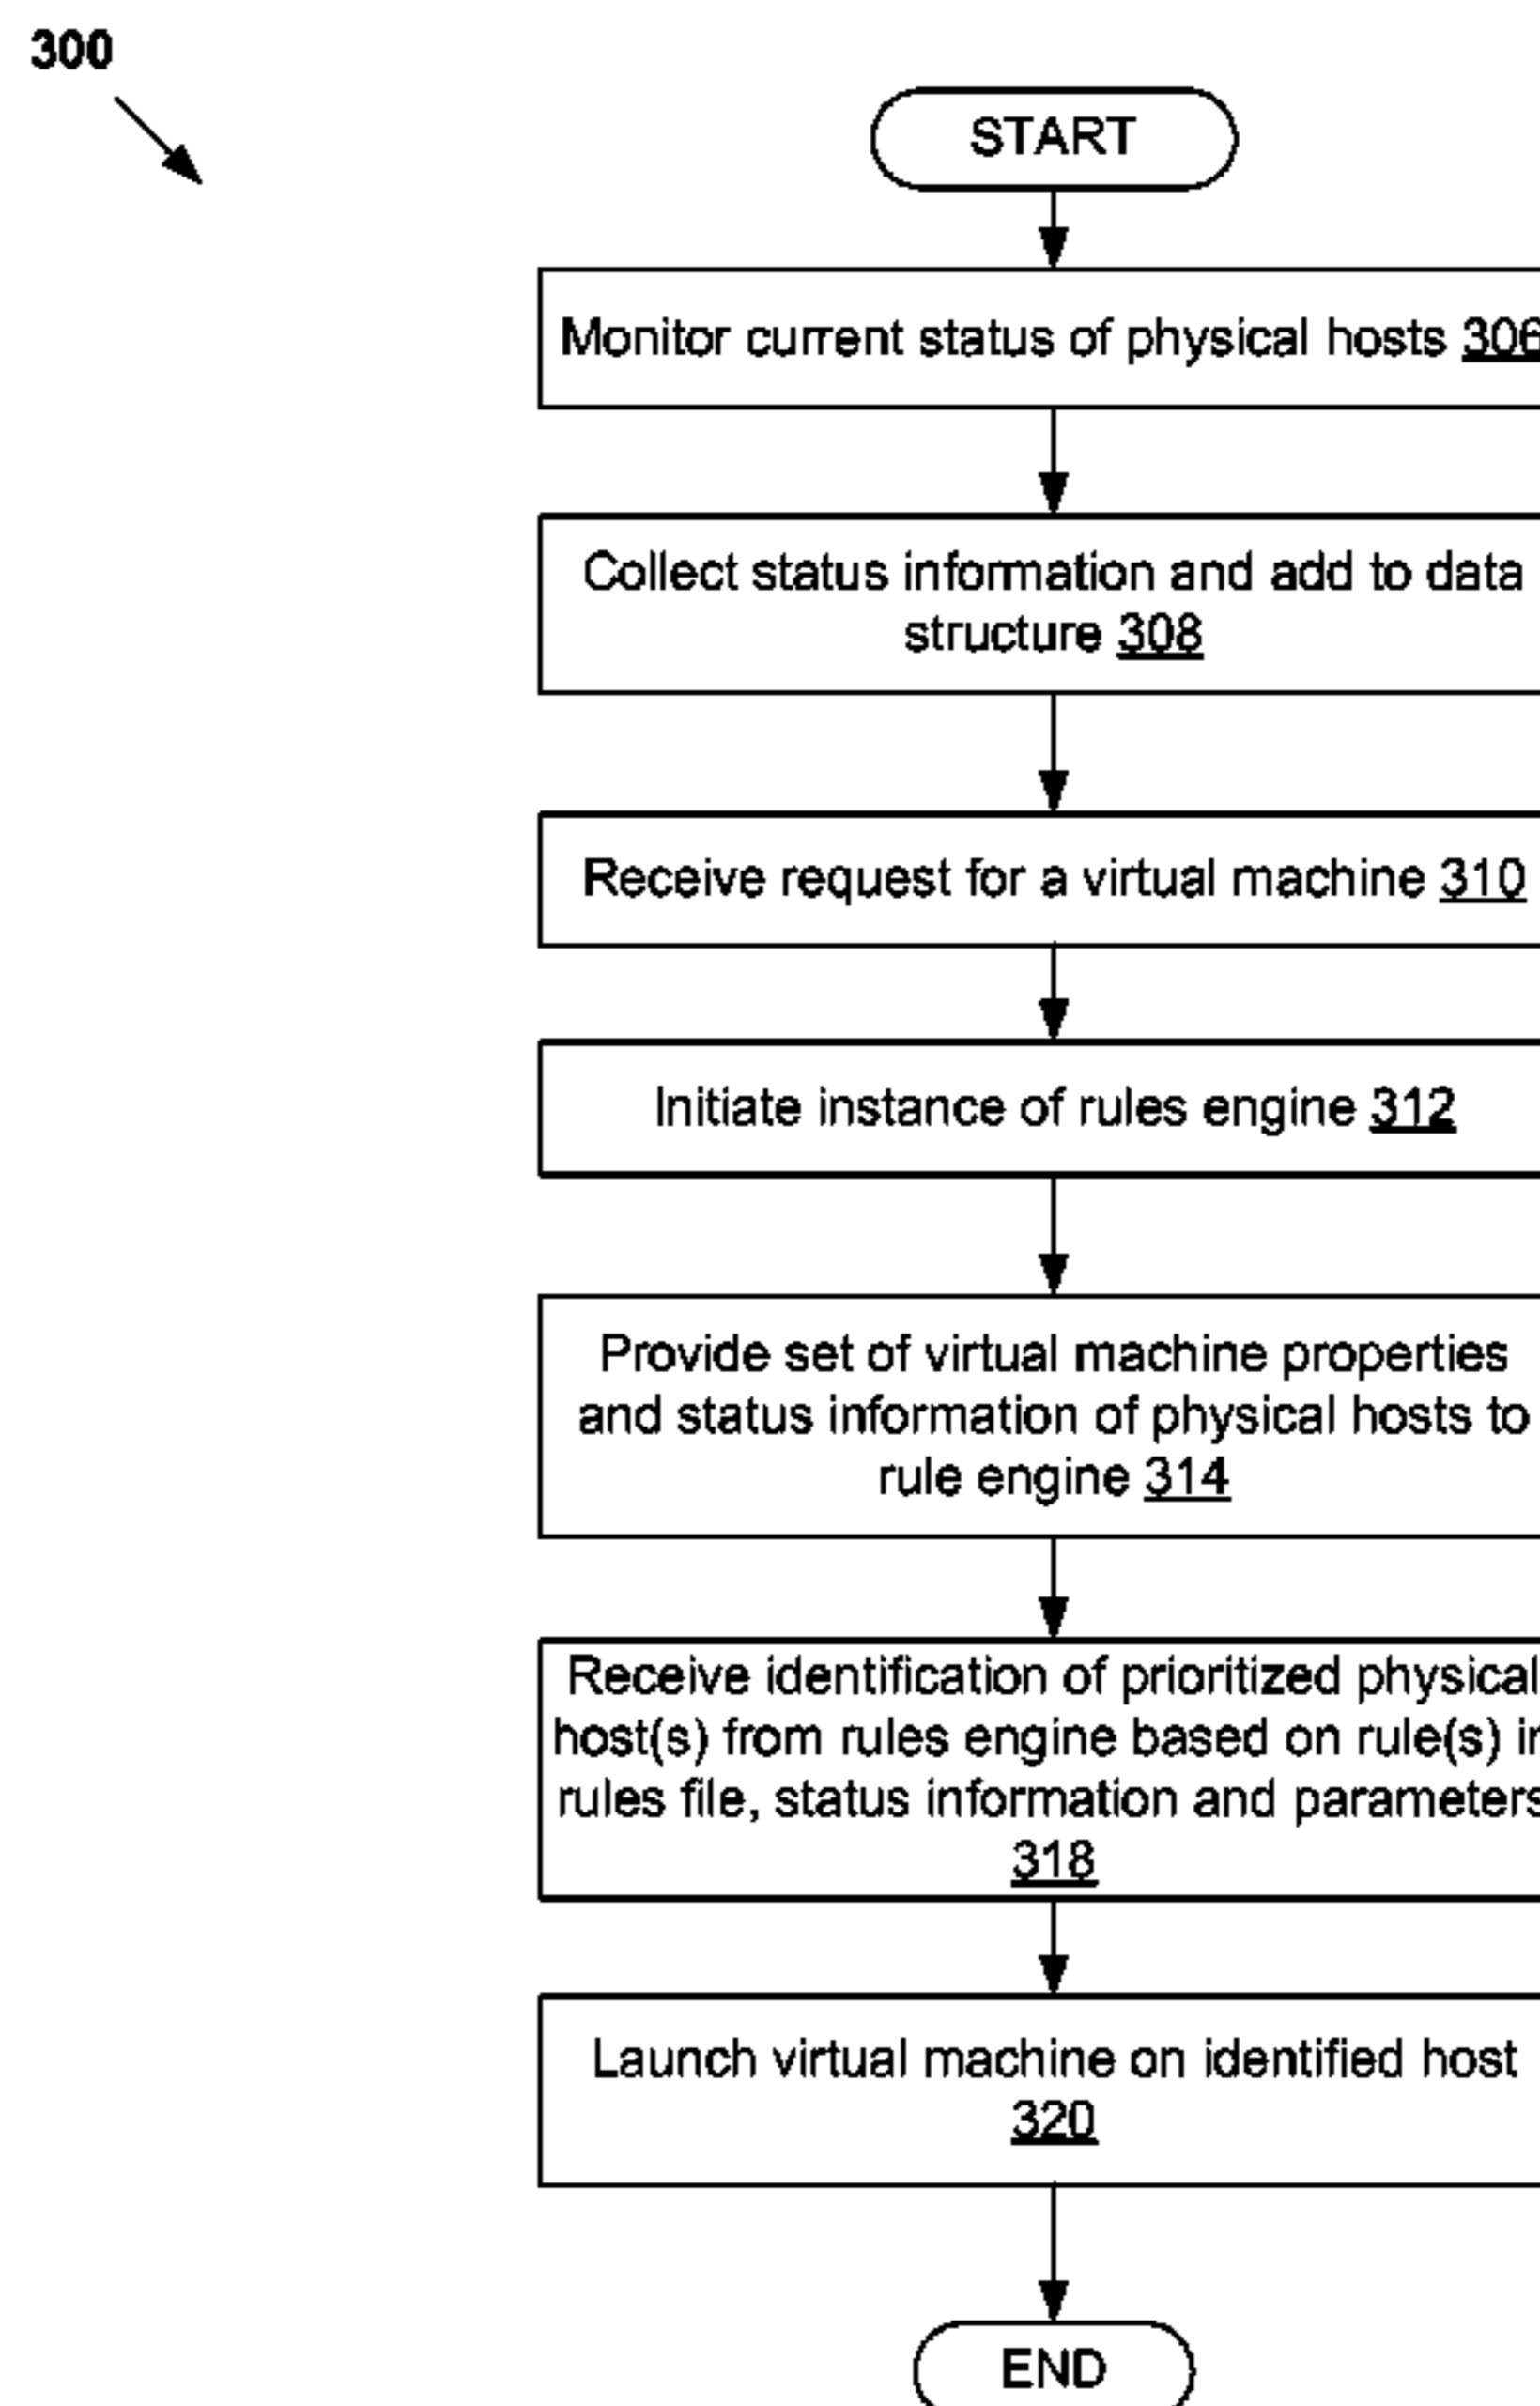 300
START
Monitor current status of physical hosts 306
Collect status information and add to data
structure 308
Receive request for a virtual machine 310
Initiate instance of rules engine 312
Provide set of virtual machine properties
and status information of physical hosts to
rule engine 314
Receive identification of prioritized physical
host(s) from rules engine based on rule(s) in
rules file, status information and parameters
318
Launch virtual machine on identified host
320
END